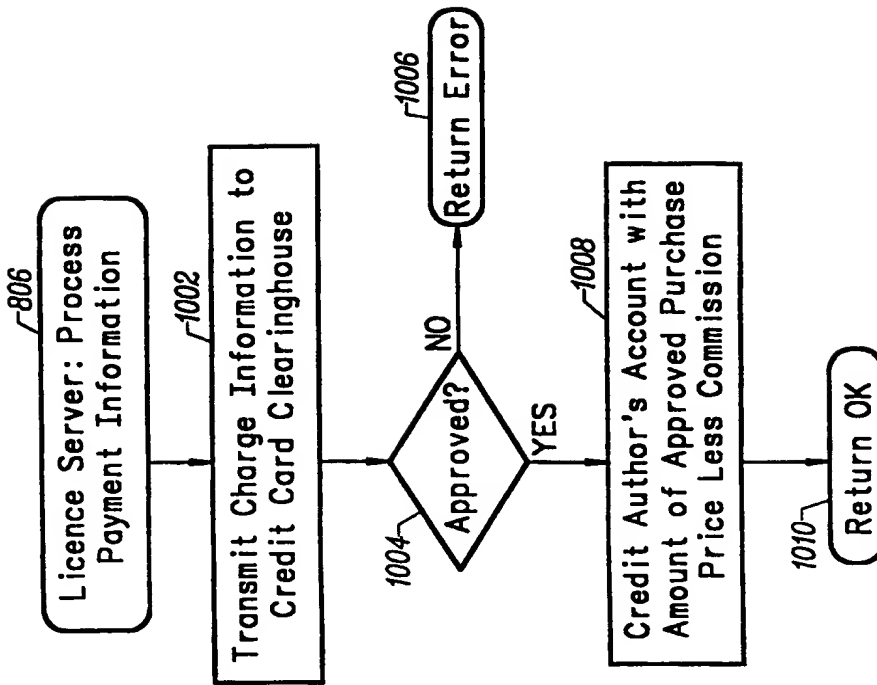 806
Licence Server: Process
Payment Information
1002
Transmit Charge Information to
Credit Card Clearinghouse
1004
Approved?
NO
1006
Return Error
YES
1008
Credit Author's Account with
Amount of Approved Purchase
Price Less Commission
1010
Return OK